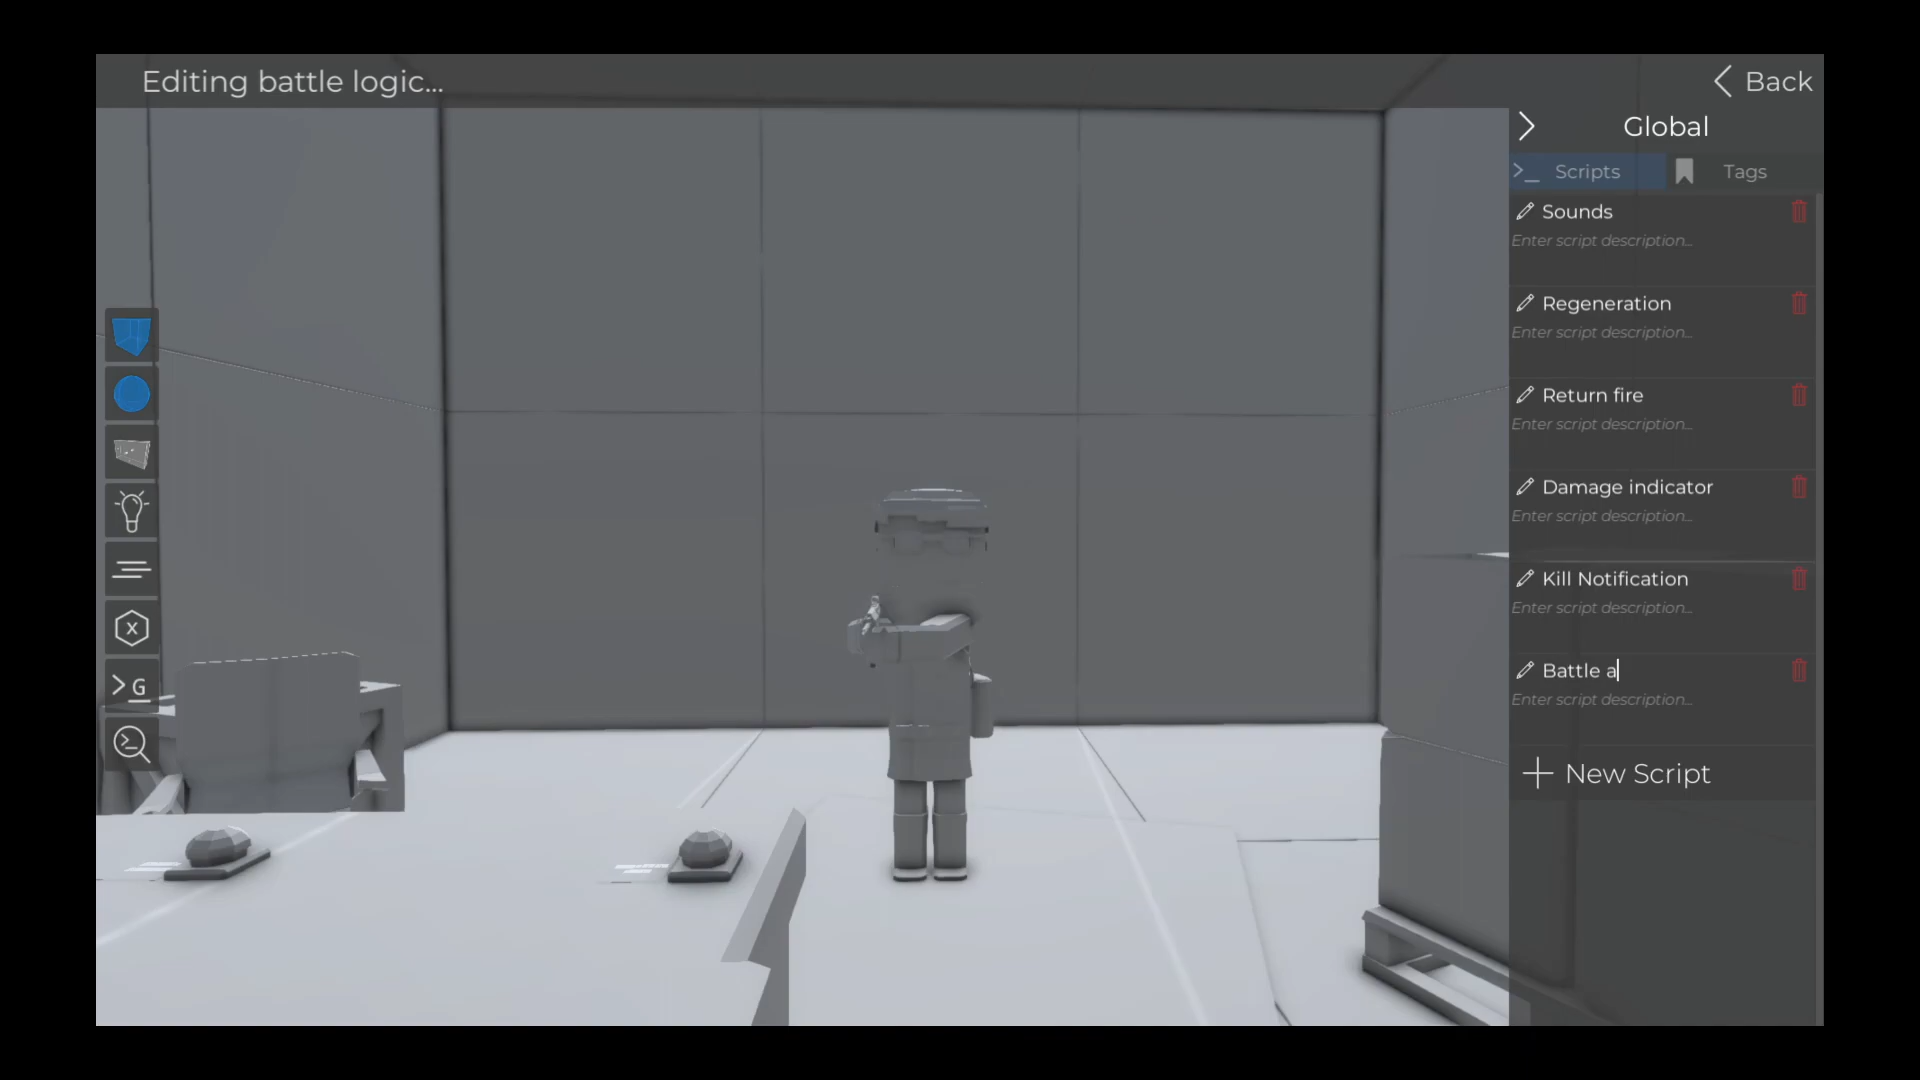 Editing battle logic...
Back
Global
Scripts
Tags
Sounds
Enter script description...
Regeneration
Enter script description...
Return fire
Enter script description...
Damage indicator
Enter script description...
Kill Notification
Enter script description...
Battle a
Enter script description...
New Script
X
G